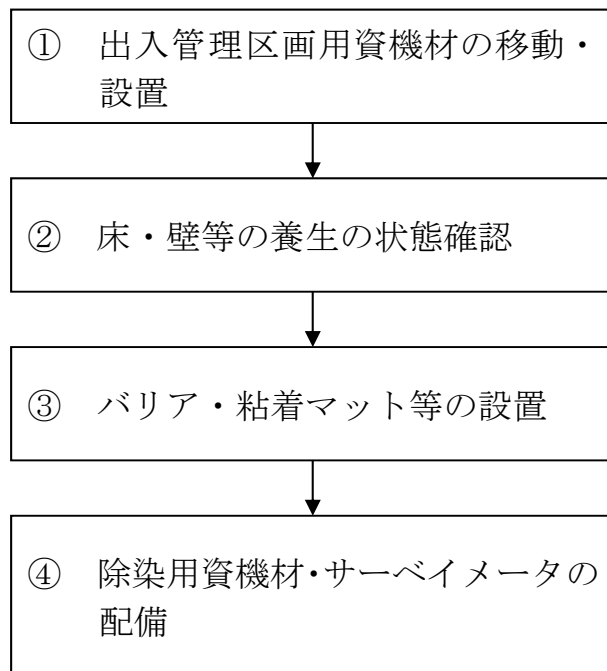 ① 出入管理区画用資機材の移動・
設置
② 床・壁等の養生の状態確認
③ バリア・粘着マット等の設置
④ 除染用資機材・サーベイメータの
配備